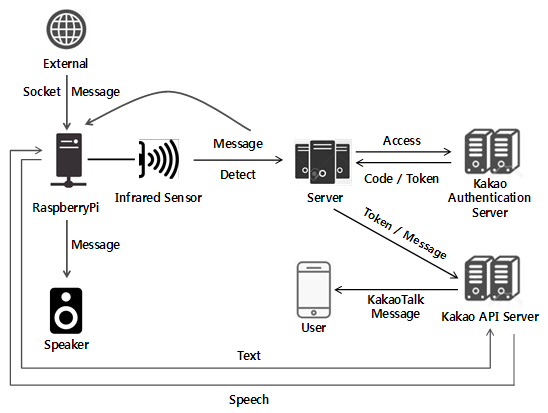 External
Socket Message
Message
Access
Detect
Code / Token
Infrared Sensor
Server
Kakao
Authentication
Server
RaspberryPi
Token / Message
Message
KakaoTalk
Message
User
Kakao API Server
Speaker
Text
Speech